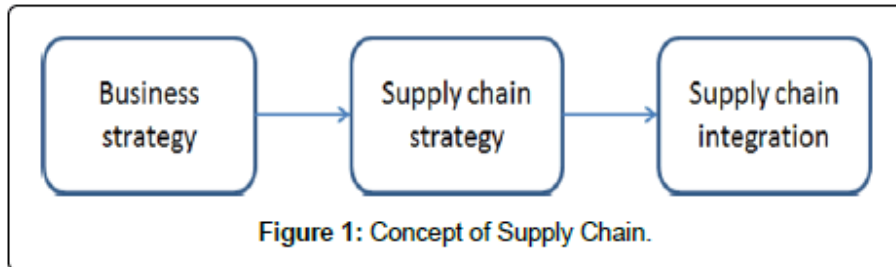 Business
strategy
Supply chain
strategy
Supply chain
integration
Figure 1: Concept of Supply Chain.